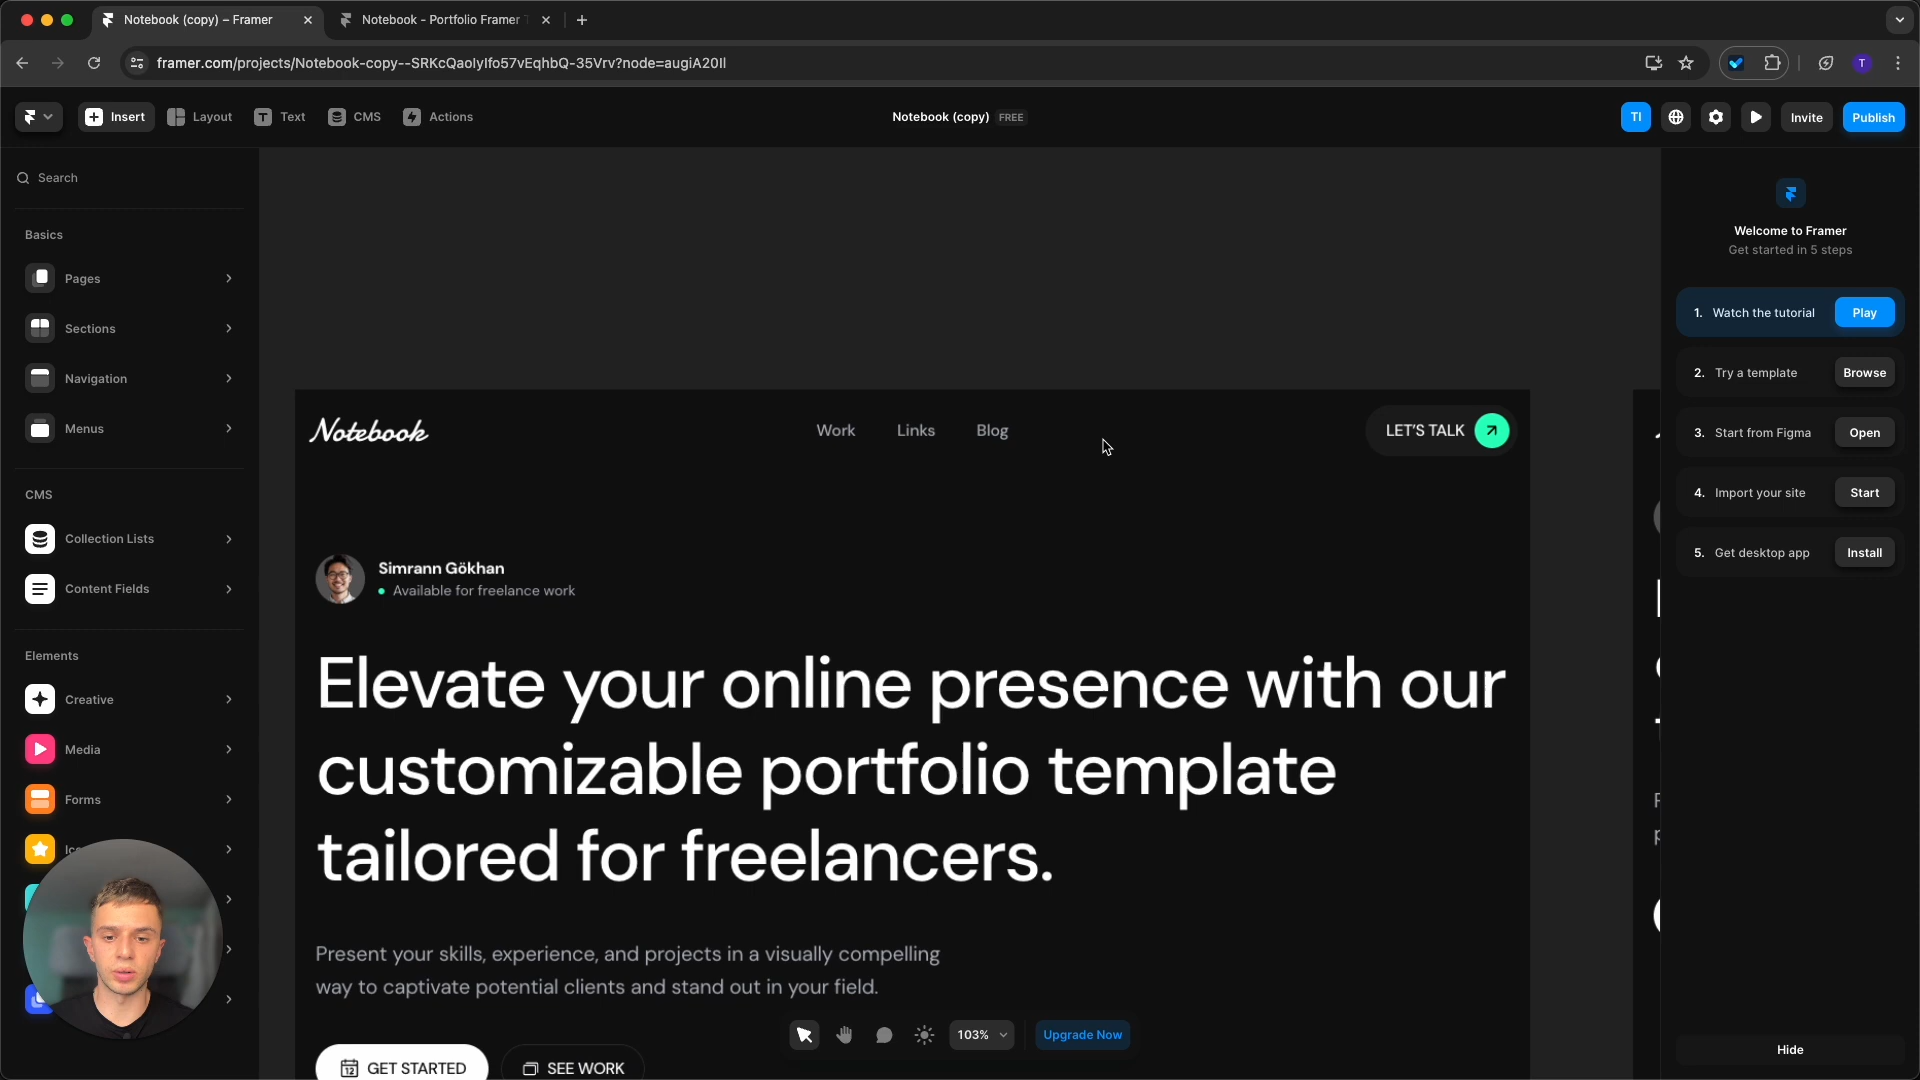 Notebook (copy) – Framer
Notebook - Portfolio Framer
framer.com/projects/Notebook-copy--SRKcQaolyIfo57vEqhbQ-35Vrv?node=augiA20Il
T
Insert
Layout
Text
CMS
Actions
Notebook (copy) FREE
TI
Invite
Publish
Search
Basics
Pages
Sections
Navigation
Menus
CMS
Collection Lists
Content Fields
Elements
Creative
Media
Forms
Notebook
Work
Links
Blog
LET'S TALK
Simrann Gökhan
Available for freelance work
Elevate your online presence with our
customizable portfolio template
tailored for freelancers.
Present your skills, experience, and projects in a visually compelling
way to captivate potential clients and stand out in your field.
12 GET STARTED
SEE WORK
103%
Upgrade Now
Welcome to Framer
Get started in 5 steps
1. Watch the tutorial
Play
2. Try a template
Browse
3. Start from Figma
Open
4. Import your site
Start
5. Get desktop app
Install
Hide